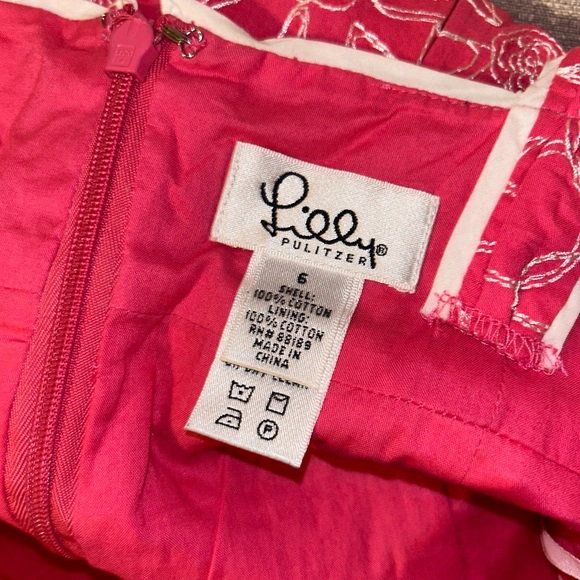 Lilly®
PULITZER
6
SHELL:
100% COTTON
LINING:
100% COTTON
RN# 88189
MADE IN
CHINA
P